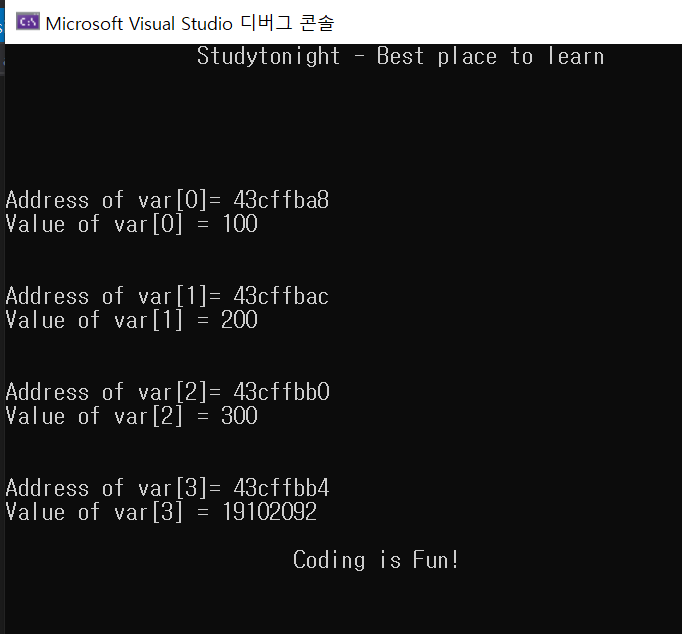 Microsoft Visual Studio 디버그 콘솔
Studytonight - Best place to learn
Address of var[0]= 43cffba8
Value of var[0] = 100
Address of var[1]= 43cffbac
Value of var[1] = 200
Address of var[2]= 43cffbb0
Value of var[2] = 300
Address of var[3]= 43cffbb4
Value of var[3] = 19102092
Coding is Fun!